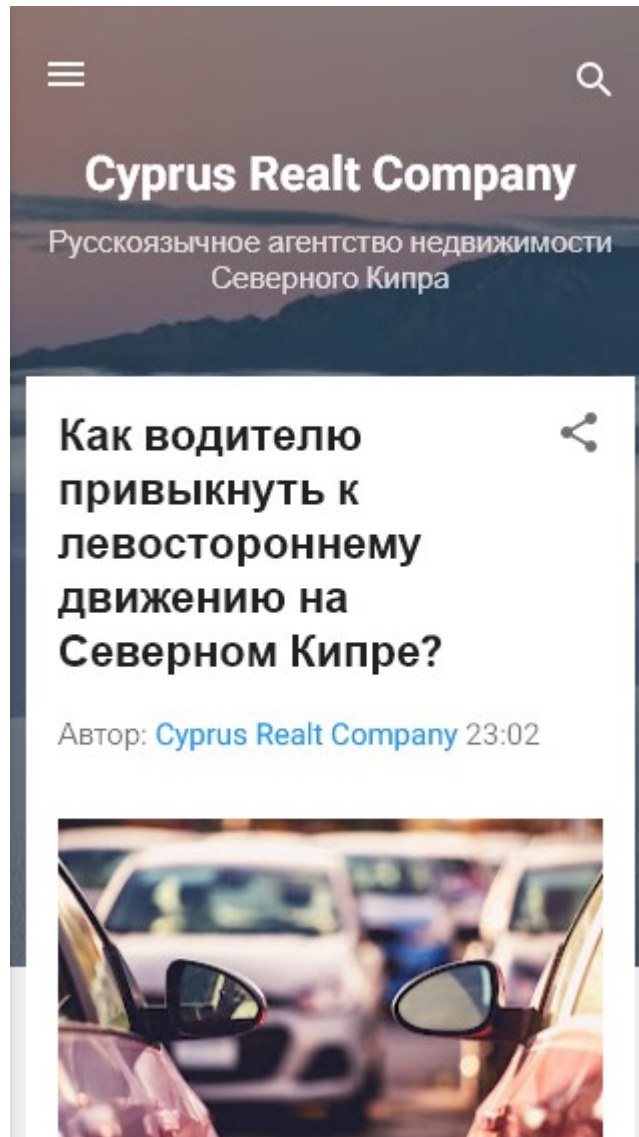 Cyprus Realt Company
Русскоязычное агентство недвижимости
Северного Кипра
Как водителю
привыкнуть к
левостороннему
движению на
Северном Кипре?
Автор: Cyprus Realt Company 23:02